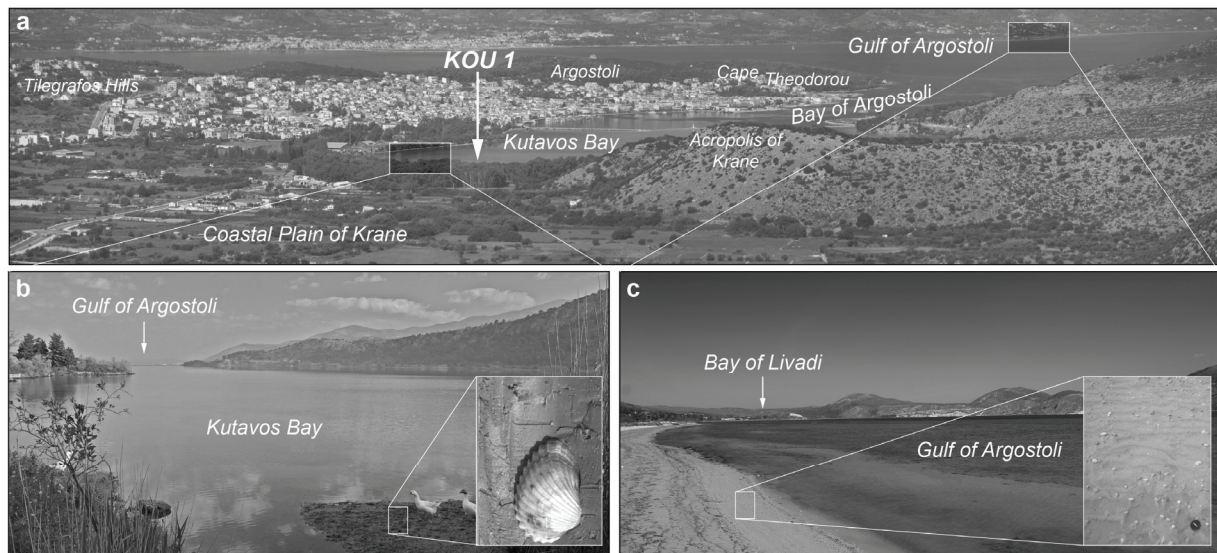 a
Gulf of Argostoli
KOU 1
Tilegrafos Hills
Argostoli
Cape Theodorou
Bay of Argostoli
Kutavos Bay
Acropolis of
Krane
Coastal Plain of Krane
b
Gulf of Argostoli
Kutavos Bay
c
Bay of Livadi
Gulf of Argostoli